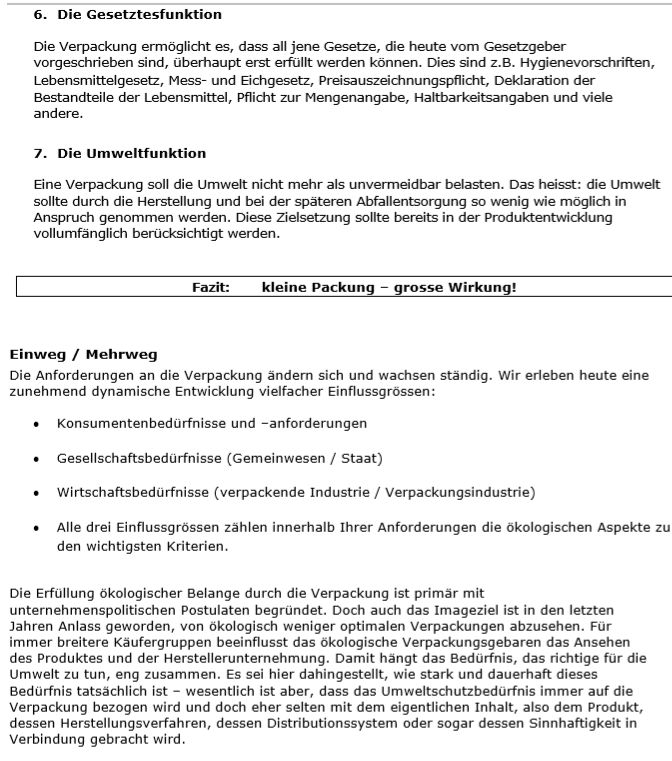 6. Die Gesetztesfunktion
Die Verpackung ermöglicht es, dass all jene Gesetze, die heute vom Gesetzgeber
vorgeschrieben sind, überhaupt erst erfüllt werden können. Dies sind z.B. Hygienevorschriften,
Lebensmittelgesetz, Mess- und Eichgesetz, Preisauszeichnungspflicht, Deklaration der
Bestandteile der Lebensmittel, Pflicht zur Mengenangabe, Haltbarkeitsangaben und viele
andere.
7. Die Umweltfunktion
Eine Verpackung soll die Umwelt nicht mehr als unvermeidbar belasten. Das heisst: die Umwelt
sollte durch die Herstellung und bei der späteren Abfallentsorgung so wenig wie möglich in
Anspruch genommen werden. Diese Zielsetzung sollte bereits in der Produktentwicklung
vollumfänglich berücksichtigt werden.
Fazit: kleine Packung – grosse Wirkung!
Einweg / Mehrweg
Die Anforderungen an die Verpackung ändern sich und wachsen ständig. Wir erleben heute eine
zunehmend dynamische Entwicklung vielfacher Einflussgrössen:
• Konsumentenbedürfnisse und –anforderungen
• Gesellschaftsbedürfnisse (Gemeinwesen / Staat)
• Wirtschaftsbedürfnisse (verpackende Industrie / Verpackungsindustrie)
• Alle drei Einflussgrössen zählen innerhalb Ihrer Anforderungen die ökologischen Aspekte zu
den wichtigsten Kriterien.
Die Erfüllung ökologischer Belange durch die Verpackung ist primär mit
unternehmenspolitischen Postulaten begründet. Doch auch das Imageziel ist in den letzten
Jahren Anlass geworden, von ökologisch weniger optimalen Verpackungen abzusehen. Für
immer breitere Käufergruppen beeinflusst das ökologische Verpackungsgebaren das Ansehen
des Produktes und der Herstellerunternehmung. Damit hängt das Bedürfnis, das richtige für die
Umwelt zu tun, eng zusammen. Es sei hier dahingestellt, wie stark und dauerhaft dieses
Bedürfnis tatsächlich ist – wesentlich ist aber, dass das Umweltschutzbedürfnis immer auf die
Verpackung bezogen wird und doch eher selten mit dem eigentlichen Inhalt, also dem Produkt,
dessen Herstellungsverfahren, dessen Distributionssystem oder sogar dessen Sinnhaftigkeit in
Verbindung gebracht wird.